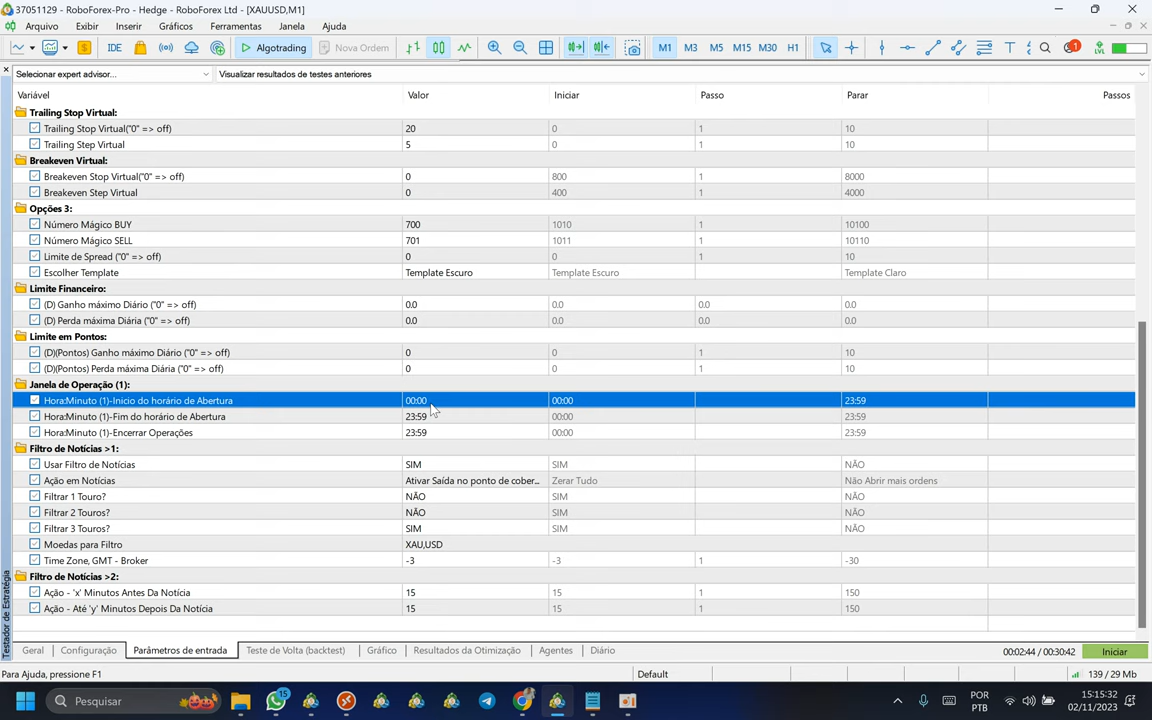 37051129 - RoboForex-Pro - Hedge - RoboForex Ltd - [XAUUSD,M1]
Arquivo Exibir Inserir Gráficos Ferramentas Janela Ajuda
IDE Algotrading Nova Ordem M1 M3 M5 M15 M30 H1 T 1 LVL
Selecionar expert advisor... Visualizar resultados de testes anteriores
Variável Valor Iniciar Passo Parar Passos
Trailing Stop Virtual:
Trailing Stop Virtual("0" => off) 20 0 1 10
Trailing Step Virtual 5 0 1 10
Breakeven Virtual:
Breakeven Stop Virtual("0" => off) 0 800 1 8000
Breakeven Step Virtual 0 400 1 4000
Opções 3:
Número Mágico BUY 700 1010 1 10100
Número Mágico SELL 701 1011 1 10110
Limite de Spread ("0" => off) 0 0 1 10
Escolher Template Template Escuro Template Escuro Template Claro
Limite Financeiro:
(D) Ganho máximo Diário ("0" => off) 0.0 0.0 0.0 0.0
(D) Perda máxima Diária ("0" => off) 0.0 0.0 0.0 0.0
Limite em Pontos:
(D)(Pontos) Ganho máximo Diário ("0" => off) 0 0 1 10
(D)(Pontos) Perda máxima Diária ("0" => off) 0 0 1 10
Janela de Operação (1):
Hora:Minuto (1)-Inicio do horário de Abertura 00:00 00:00 23:59
Hora:Minuto (1)-Fim do horário de Abertura 23:59 00:00 23:59
Hora:Minuto (1)-Encerrar Operações 23:59 00:00 23:59
Filtro de Notícias >1:
Usar Filtro de Notícias SIM SIM NÃO
Ação em Notícias Ativar Saída no ponto de cober... Zerar Tudo Não Abrir mais ordens
Filtrar 1 Touro? NÃO SIM NÃO
Filtrar 2 Touros? NÃO SIM NÃO
Filtrar 3 Touros? SIM SIM NÃO
Moedas para Filtro XAU,USD
Time Zone, GMT - Broker -3 -3 1 -30
Filtro de Notícias >2:
Ação - 'x' Minutos Antes Da Notícia 15 15 1 150
Ação - Até 'y' Minutos Depois Da Notícia 15 15 1 150
Testador de Estratégia
Geral Configuração Parâmetros de entrada Teste de Volta (backtest) Gráfico Resultados da Otimização Agentes Diário 00:02:44 / 00:30:42 Iniciar
Para Ajuda, pressione F1 Default 139 / 29 Mb
Pesquisar 15 POR PTB 15:15:32 02/11/2023